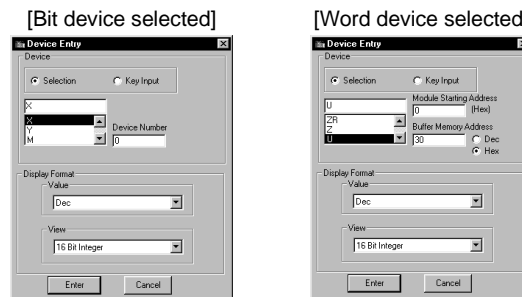 [Bit device selected]
Device Entry
Device
Selection
Key Input
X
X
Y
M
Device Number
0
Display Format
Value
Dec
View
16 Bit Integer
Enter
Cancel
[Word device selected
Device Entry
Device
Selection
Key Input
U
ZR
Z
U
Module Starting Address
0
(Hex)
Buffer Memory Address
30
Dec
Hex
Display Format
Value
Dec
View
16 Bit Integer
Enter
Cancel